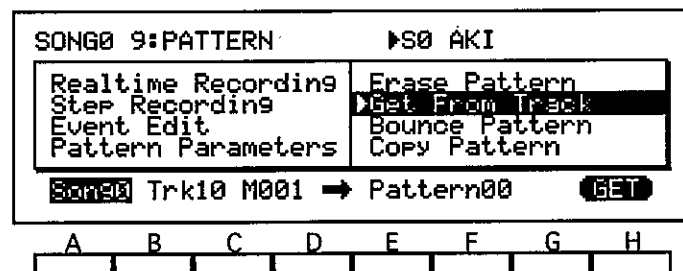 SONG0 9:PATTERN ▶S0 AKI
Realtime Recording Erase Pattern
Step Recording ▶Get From Track
Event Edit Bounce Pattern
Pattern Parameters Copy Pattern
Song0 Trk10 M001 ➡ Pattern00 GET
A B C D E F G H